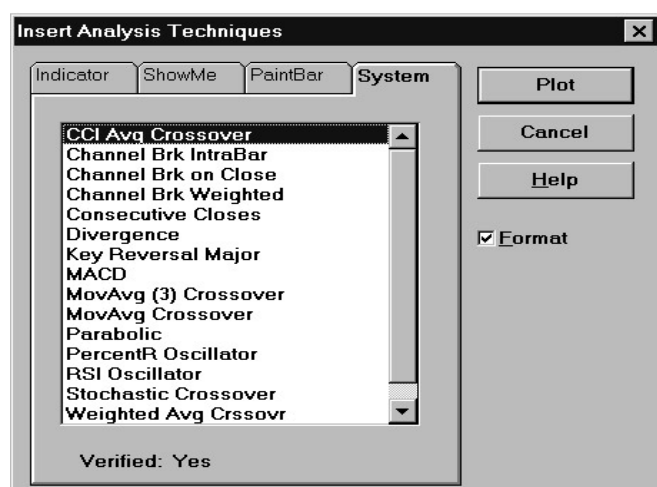 Insert Analysis Techniques
Indicator ShowMe PaintBar System
Plot
Cancel
Help
Format
CCI Avg Crossover
Channel Brk IntraBar
Channel Brk on Close
Channel Brk Weighted
Consecutive Closes
Divergence
Key Reversal Major
MACD
MovAvg (3) Crossover
MovAvg Crossover
Parabolic
PercentR Oscillator
RSI Oscillator
Stochastic Crossover
Weighted Avg Crssovr
Verified: Yes